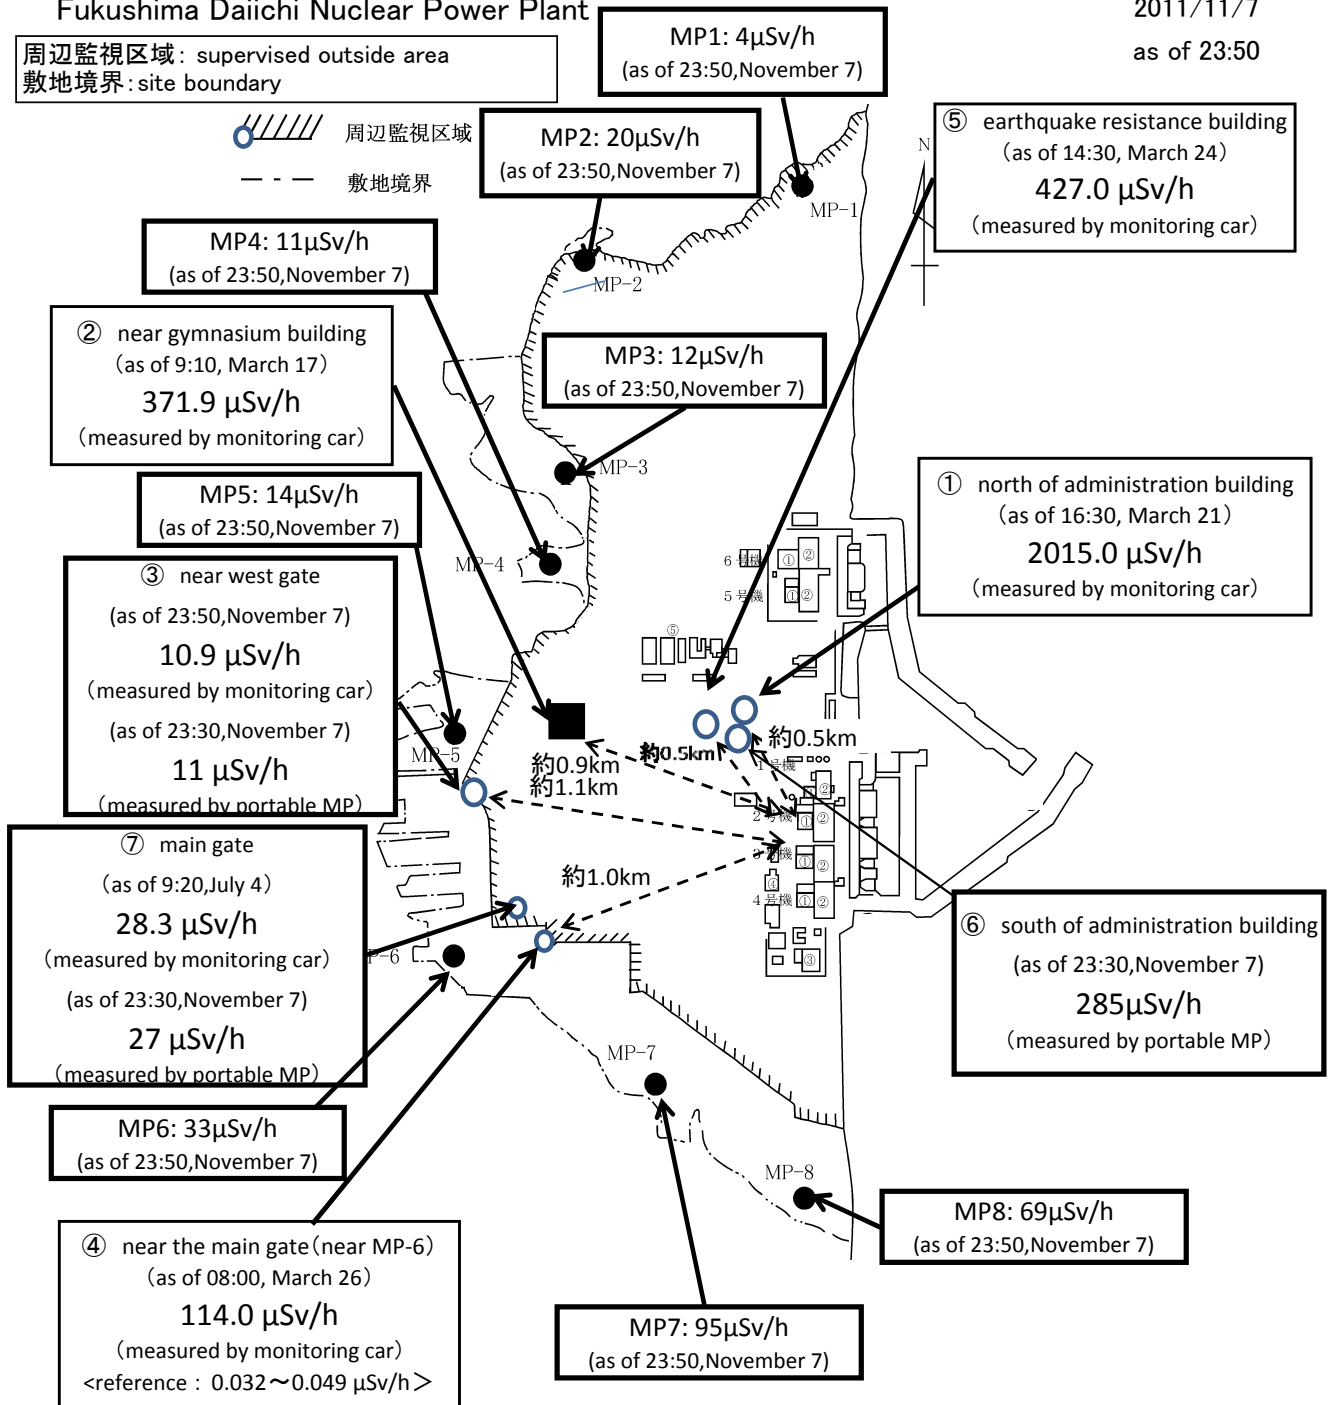 Fukushima Daiichi Nuclear Power Plant
2011/11/7
as of 23:50
周辺監視区域: supervised outside area
敷地境界:site boundary
周辺監視区域
敷地境界
MP1: 4μSv/h
(as of 23:50,November 7)
MP2: 20μSv/h
(as of 23:50,November 7)
⑤ earthquake resistance building
(as of 14:30, March 24)
427.0 μSv/h
(measured by monitoring car)
N
MP-1
MP4: 11μSv/h
(as of 23:50,November 7)
MP-2
② near gymnasium building
(as of 9:10, March 17)
371.9 μSv/h
(measured by monitoring car)
MP3: 12μSv/h
(as of 23:50,November 7)
MP-3
① north of administration building
(as of 16:30, March 21)
2015.0 μSv/h
(measured by monitoring car)
MP5: 14μSv/h
(as of 23:50,November 7)
MP-4
6号機
① ②
5号機
① ②
⑤
③ near west gate
(as of 23:50,November 7)
10.9 μSv/h
(measured by monitoring car)
(as of 23:30,November 7)
11 μSv/h
(measured by portable MP)
MP-5
約0.9km
約1.1km
約0.5km
約0.5km
1号機
②
2号機
① ②
3号機
① ②
④
4号機
① ②
③
約1.0km
⑦ main gate
(as of 9:20,July 4)
28.3 μSv/h
(measured by monitoring car)
(as of 23:30,November 7)
27 μSv/h
(measured by portable MP)
P-6
⑥ south of administration building
(as of 23:30,November 7)
285μSv/h
(measured by portable MP)
MP-7
MP6: 33μSv/h
(as of 23:50,November 7)
MP-8
MP8: 69μSv/h
(as of 23:50,November 7)
④ near the main gate(near MP-6)
(as of 08:00, March 26)
114.0 μSv/h
(measured by monitoring car)
<reference : 0.032～0.049 μSv/h>
MP7: 95μSv/h
(as of 23:50,November 7)